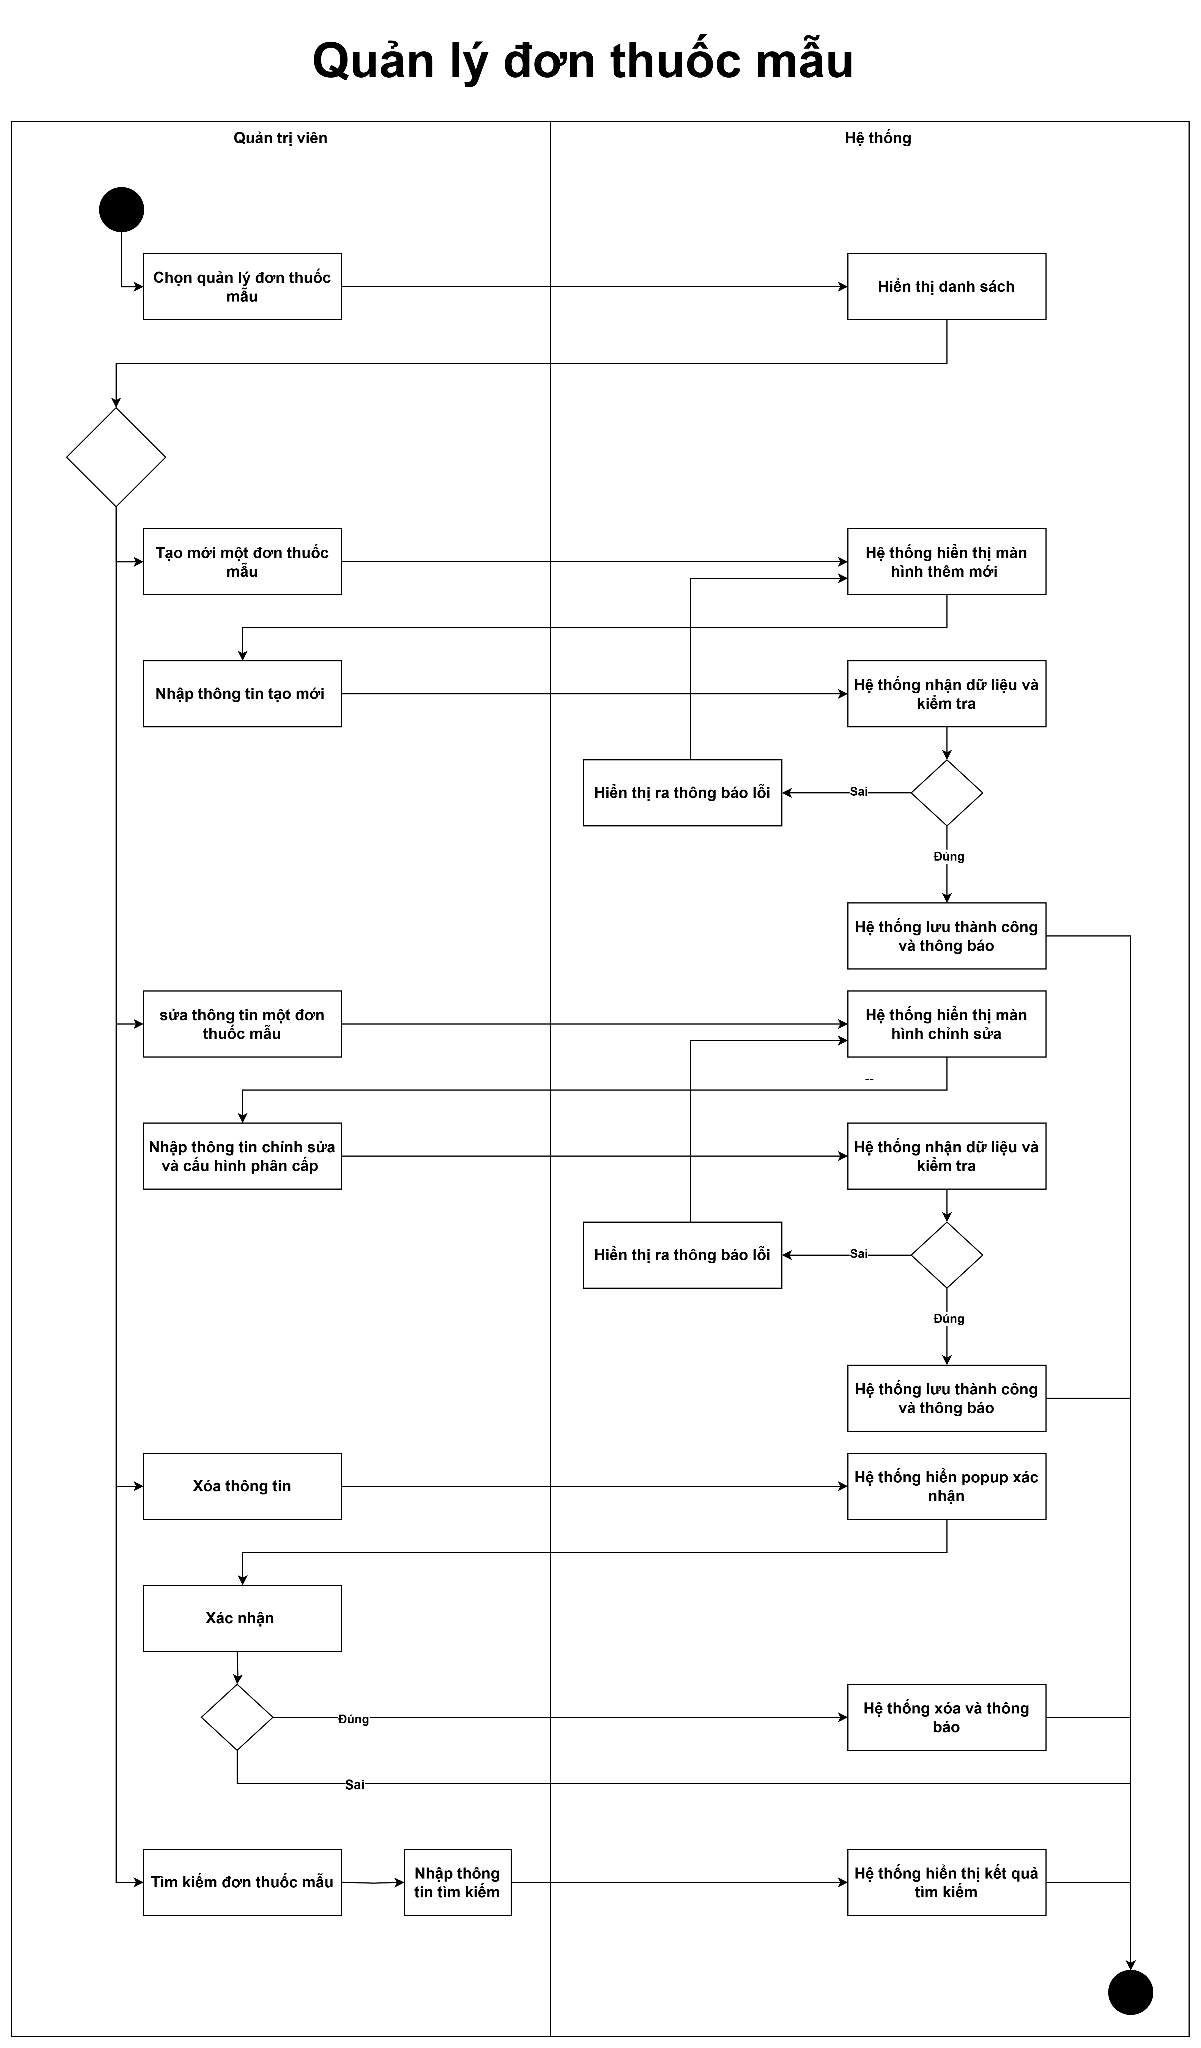 Quản lý đơn thuốc mẫu
Quản trị viên
Hệ thống
Chọn quản lý đơn thuốc
mẫu
Hiển thị danh sách
Tạo mới một đơn thuốc
mẫu
Hệ thống hiển thị màn
hình thêm mới
Nhập thông tin tạo mới
Hệ thống nhận dữ liệu và
kiểm tra
Hiển thị ra thông báo lỗi
Sai
Đúng
Hệ thống lưu thành công
và thông báo
sửa thông tin một đơn
thuốc mẫu
Hệ thống hiển thị màn
hình chỉnh sửa
--
Nhập thông tin chỉnh sửa
và cấu hình phân cấp
Hệ thống nhận dữ liệu và
kiểm tra
Hiển thị ra thông báo lỗi
Sai
Đúng
Hệ thống lưu thành công
và thông báo
Xóa thông tin
Hệ thống hiển popup xác
nhận
Xác nhận
Đúng
Hệ thống xóa và thông
báo
Sai
Tìm kiếm đơn thuốc mẫu
Nhập thông
tin tìm kiếm
Hệ thống hiển thị kết quả
tìm kiếm